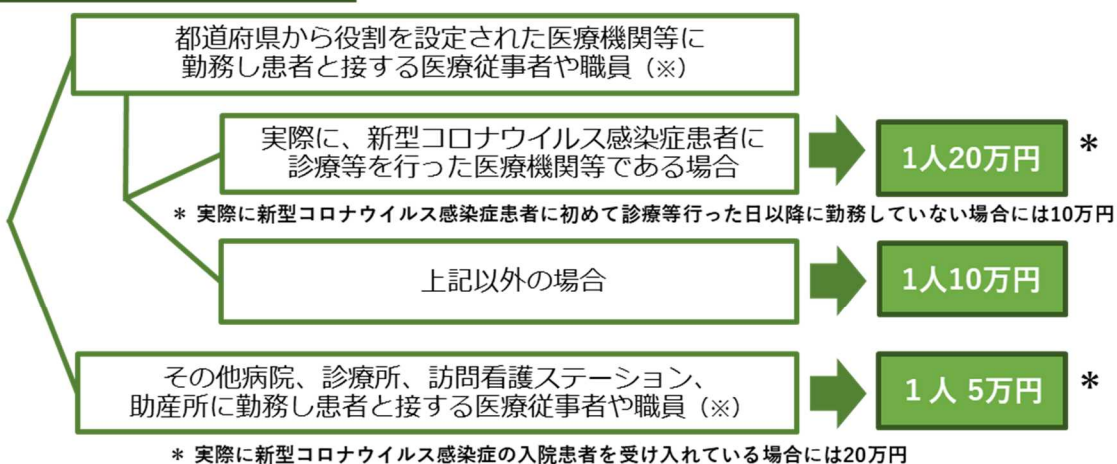 都道府県から役割を設定された医療機関等に
勤務し患者と接する医療従事者や職員（※）
実際に、新型コロナウイルス感染症患者に
診療等を行った医療機関等である場合
1人20万円
*
* 実際に新型コロナウイルス感染症患者に初めて診療等行った日以降に勤務していない場合には10万円
上記以外の場合
1人10万円
その他病院、診療所、訪問看護ステーション、
助産所に勤務し患者と接する医療従事者や職員（※）
1人 5万円
*
* 実際に新型コロナウイルス感染症の入院患者を受け入れている場合には20万円